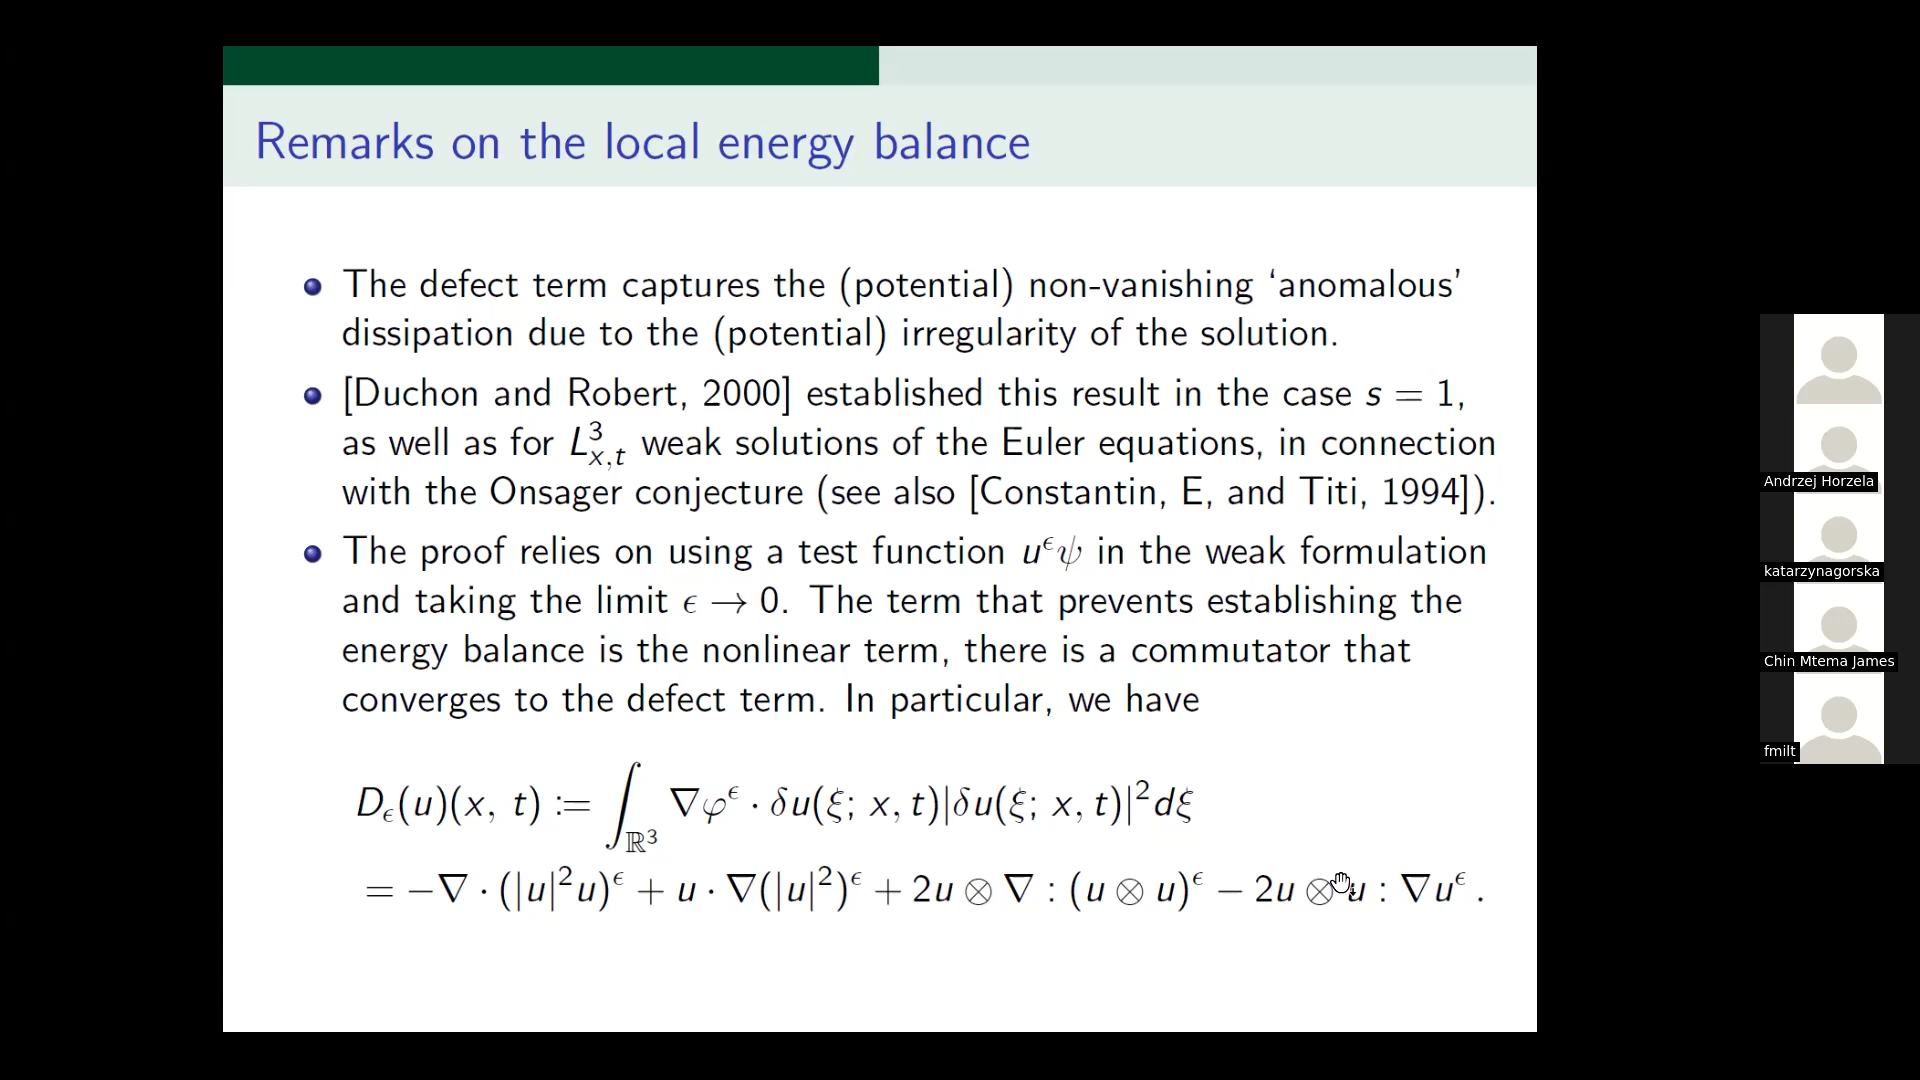 Remarks on the local energy balance
The defect term captures the (potential) non-vanishing ‘anomalous’
dissipation due to the (potential) irregularity of the solution.
[Duchon and Robert, 2000] established this result in the case s = 1,
as well as for L³ₓ,ₜ weak solutions of the Euler equations, in connection
with the Onsager conjecture (see also [Constantin, E, and Titi, 1994]).
The proof relies on using a test function u^ϵψ in the weak formulation
and taking the limit ϵ → 0. The term that prevents establishing the
energy balance is the nonlinear term, there is a commutator that
converges to the defect term. In particular, we have
D_ϵ(u)(x, t) := ∫_{ℝ³} ∇φ^ϵ · δu(ξ; x, t)|δu(ξ; x, t)|² dξ
= −∇ · (|u|²u)^ϵ + u · ∇(|u|²)^ϵ + 2u ⊗ ∇ : (u ⊗ u)^ϵ − 2u ⊗ u : ∇u^ϵ .
Andrzej Horzela
katarzynagorska
Chin Mtema James
fmilt